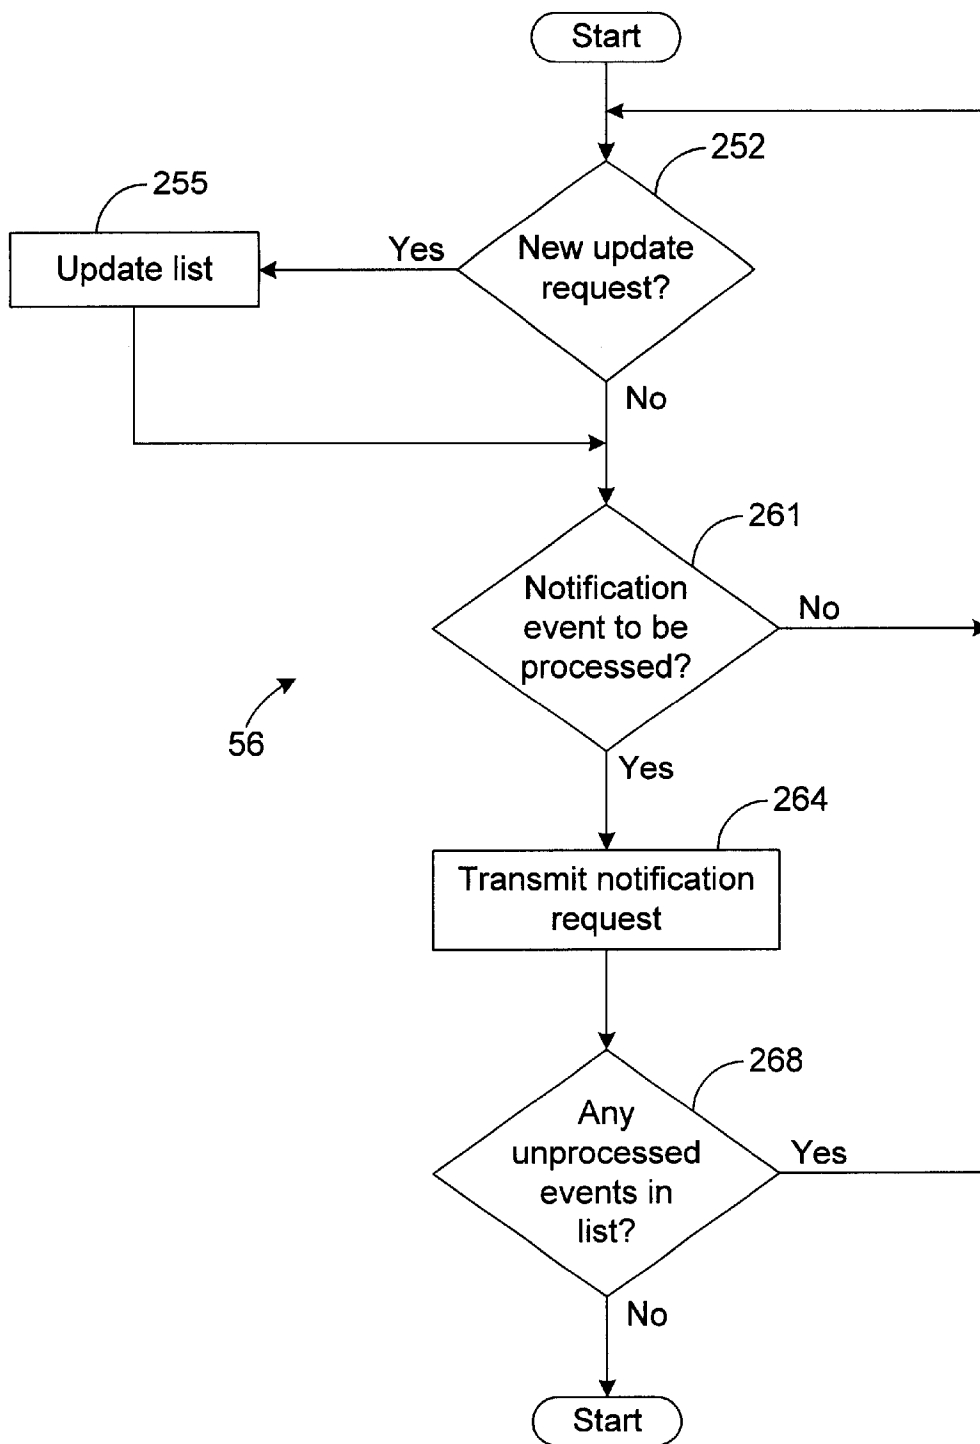 Start
252
255
Yes
New update
request?
Update list
No
261
Notification
event to be
processed?
No
56
Yes
264
Transmit notification
request
268
Any
unprocessed
events in
list?
Yes
No
Start